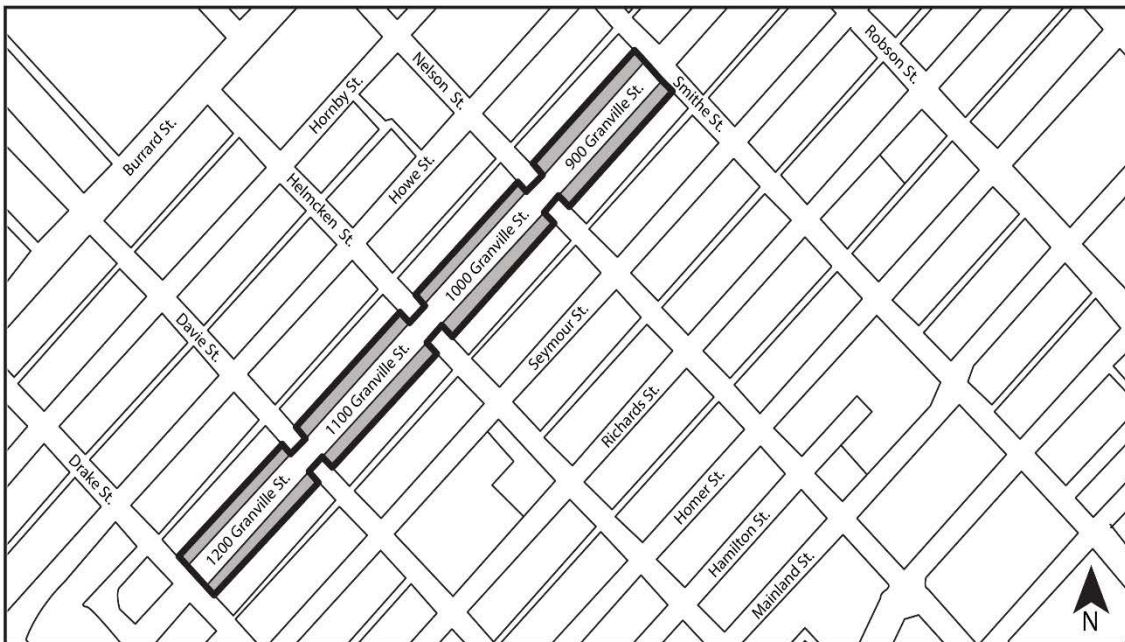 Robson St.
Nelson St.
Smithe St.
Hornby St.
900 Granville St.
Burrard St.
Howe St.
Helmcken St.
1000 Granville St.
Davie St.
Seymour St.
1100 Granville St.
Richards St.
Drake St.
1200 Granville St.
Homer St.
Hamilton St.
Mainland St.
N